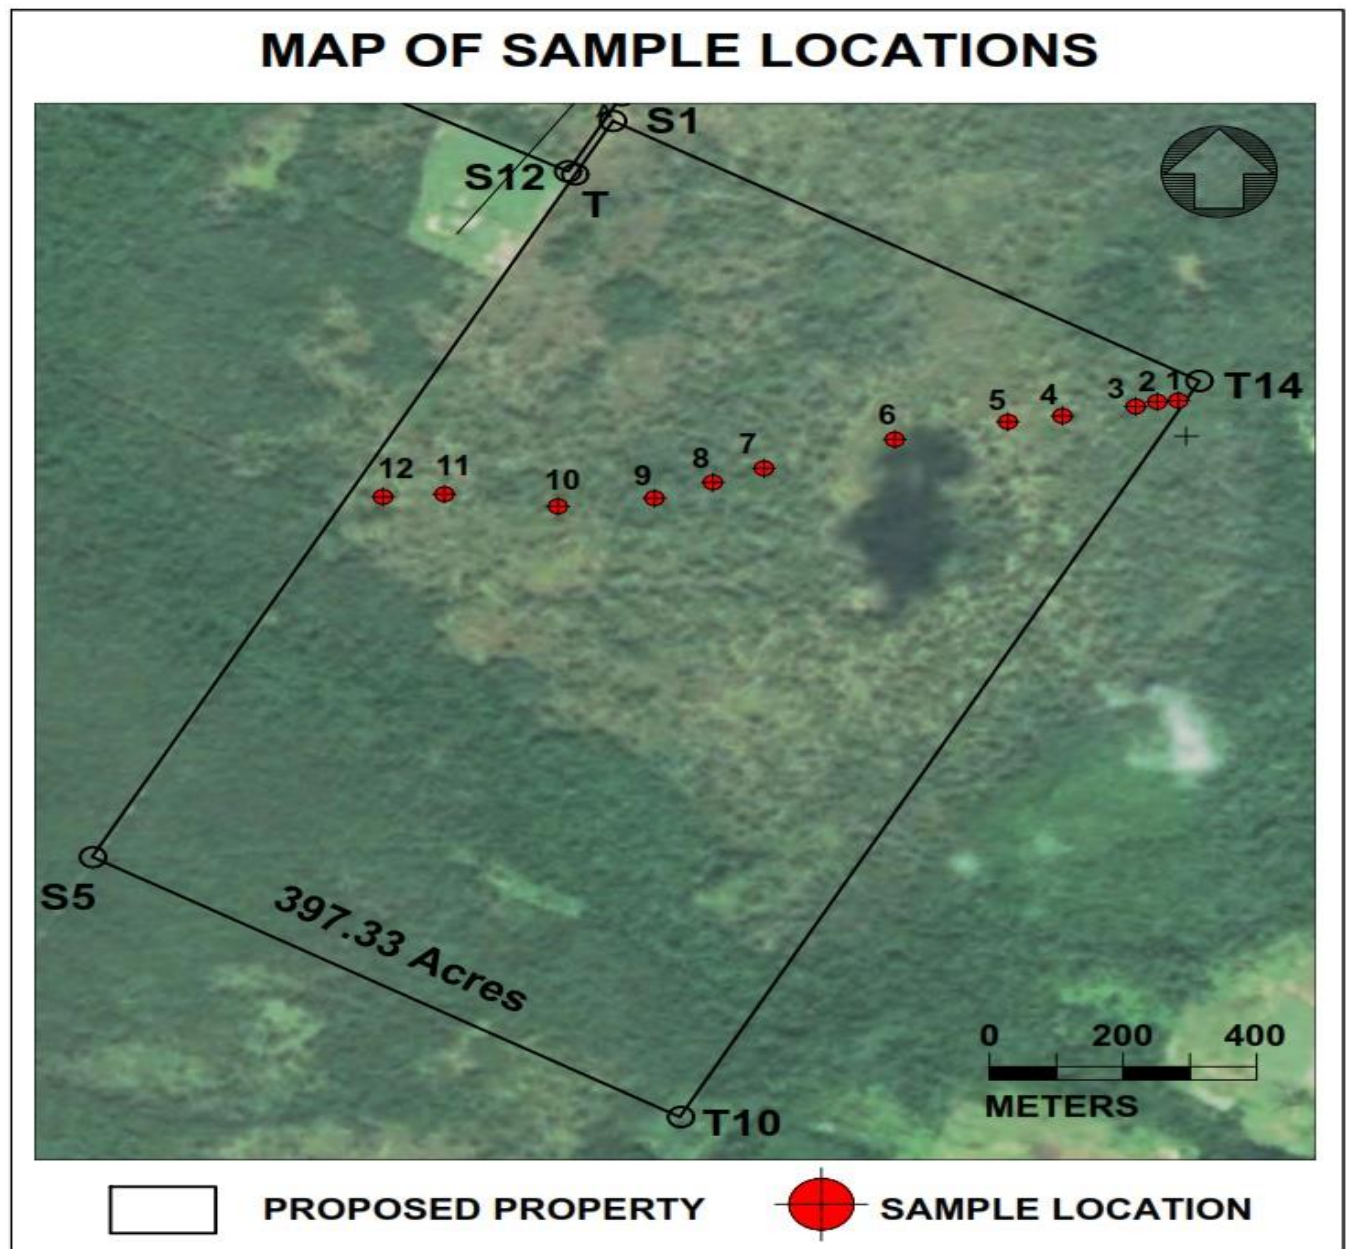 MAP OF SAMPLE LOCATIONS
S1
S12
T
T14
1
2
3
4
5
6
7
8
9
10
11
12
S5
397.33 Acres
0 200 400
METERS
T10
PROPOSED PROPERTY
SAMPLE LOCATION